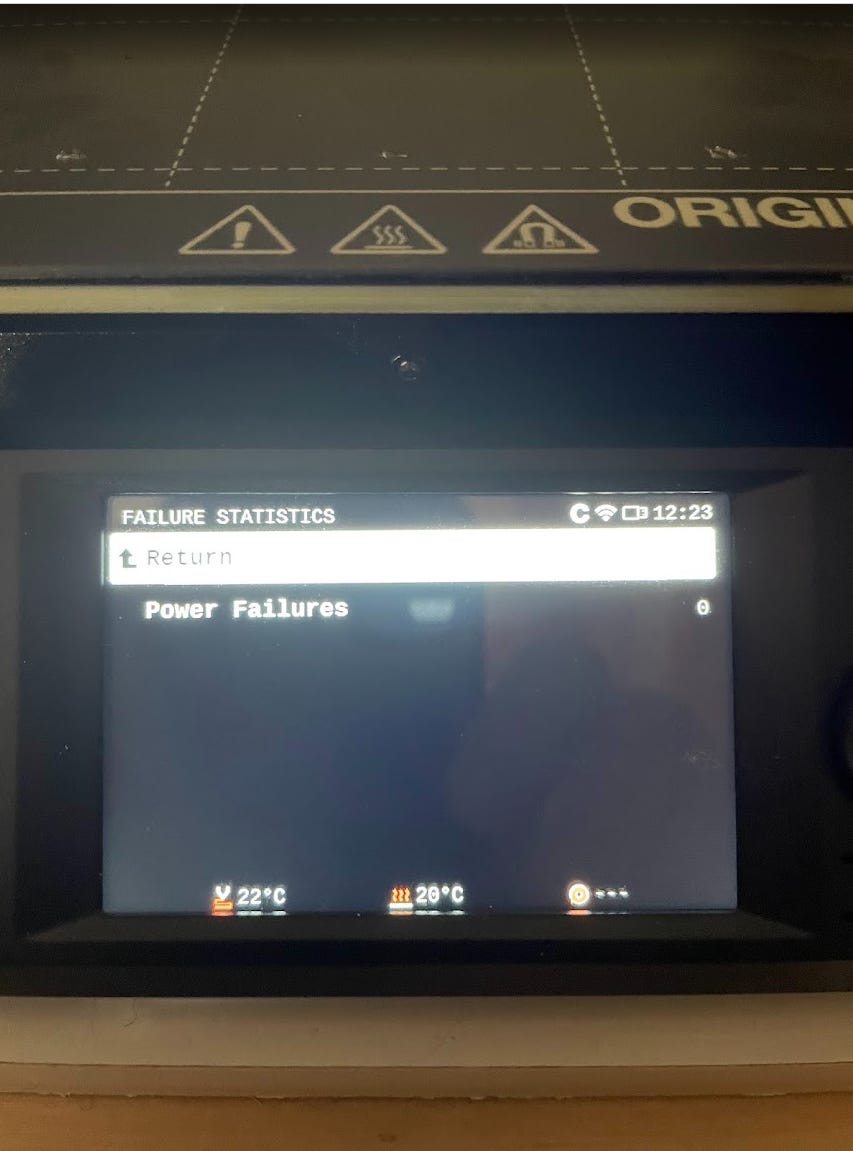 ORIGI
FAILURE STATISTICS C 12:23
Return
Power Failures 0
22°C 20°C ---